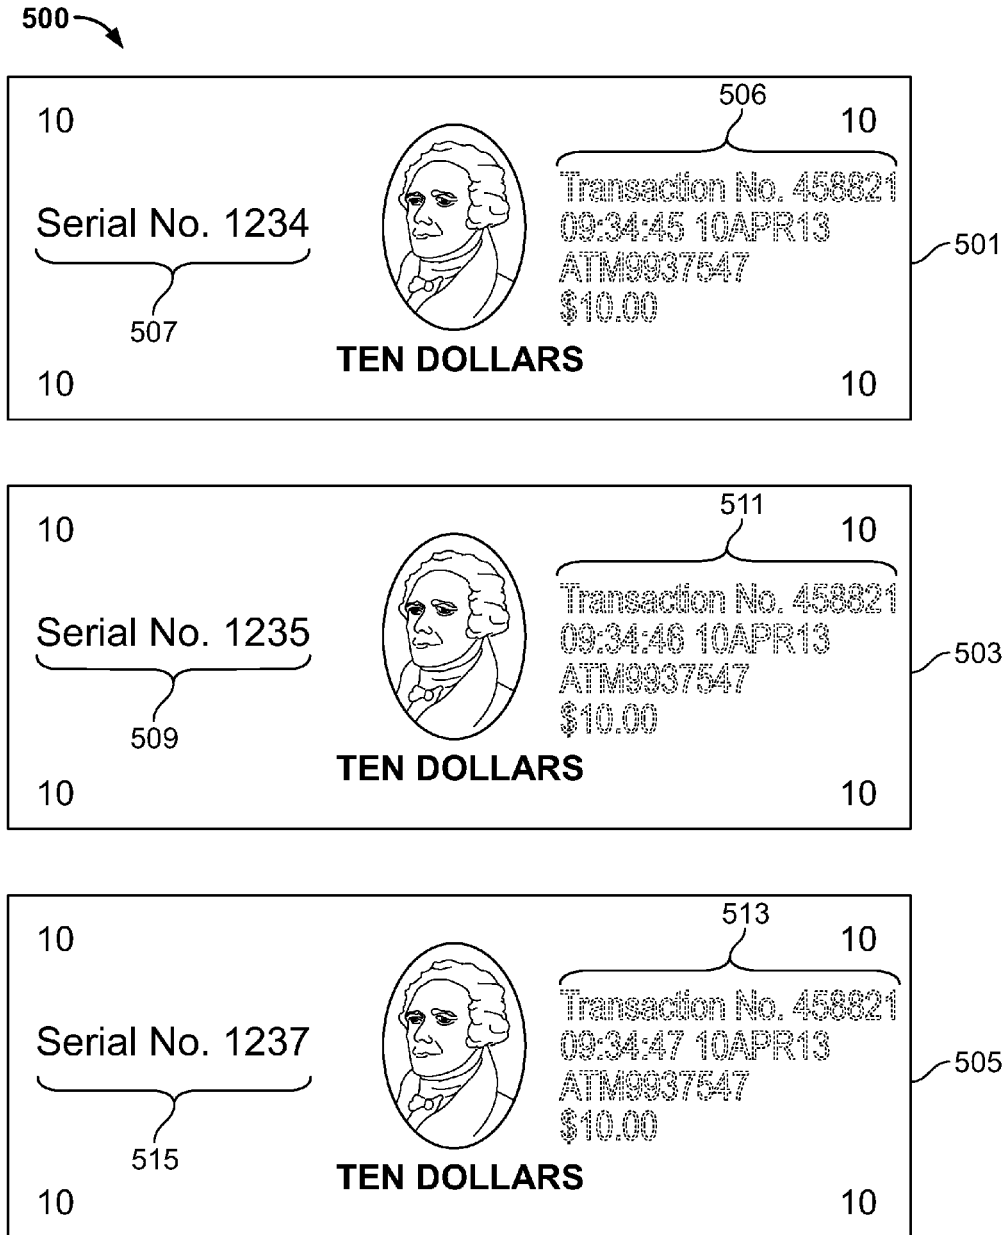 500
506
10
10
Transaction No. 458821
Serial No. 1234
09:34:45 10APR13
501
ATM9937547
$10.00
507
TEN DOLLARS
10
10
511
10
10
Transaction No. 458821
Serial No. 1235
09:34:46 10APR13
503
ATM9937547
$10.00
509
TEN DOLLARS
10
10
513
10
10
Transaction No. 458821
Serial No. 1237
09:34:47 10APR13
505
ATM9937547
$10.00
515
TEN DOLLARS
10
10